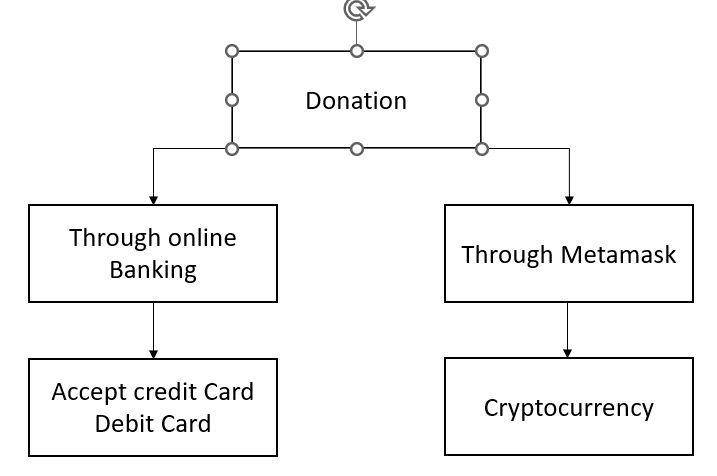 Donation
Through online
Banking
Through Metamask
Accept credit Card
Debit Card
Cryptocurrency